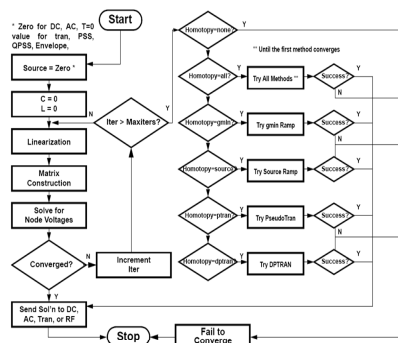 * Zero for DC, AC, T=0
value for tran, PSS,
QPSS, Envelope,
Start
Source = Zero *
C = 0
L = 0
N
Iter > Maxiters?
Y
Linearization
Matrix
Construction
Solve for
Node Voltages
Converged?
N
Increment
Iter
Y
Send Sol'n to DC,
AC, Tran, or RF
Stop
Fail to
Converge
Homotopy=none?
Y
** Until the first method converges
Homotopy=all?
Y
Try All Methods **
Success?
Y
N
Homotopy=gmin?
Y
Try gmin Ramp
Success?
Y
N
Homotopy=source?
Y
Try Source Ramp
Success?
Y
Homotopy=ptran?
Y
Try PseudoTran
Success?
Y
N
Homotopy=dptran?
Y
Try DPTRAN
Success?
Y